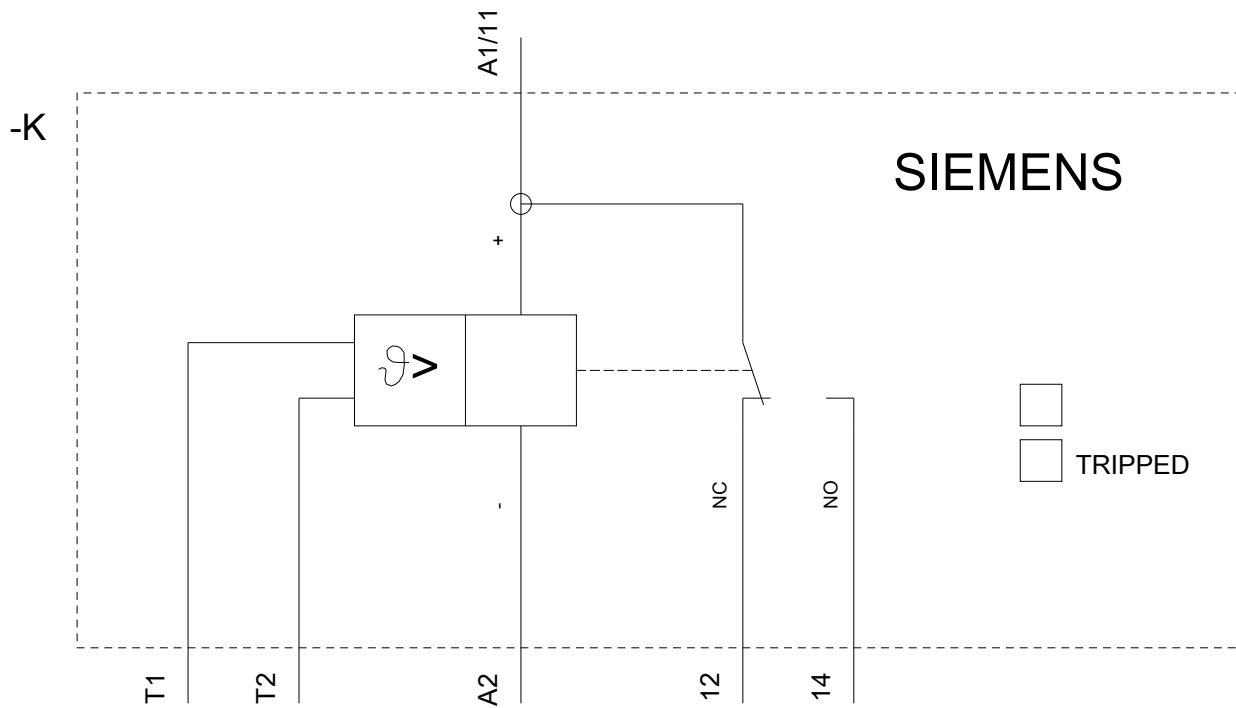 A1/11
-K
SIEMENS
+
ϑ>
TRIPPED
-
NC
NO
T1
T2
A2
12
14